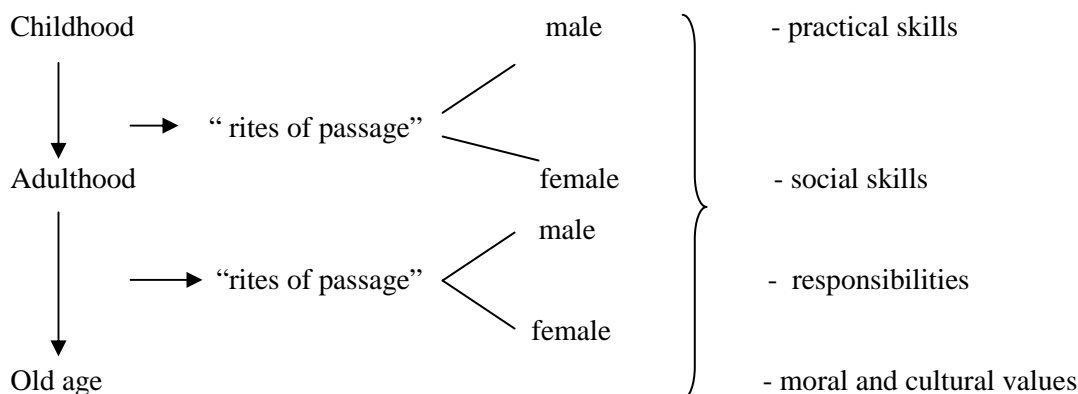 Childhood male - practical skills
“ rites of passage”
Adulthood female - social skills
male
“rites of passage” - responsibilities
female
Old age - moral and cultural values